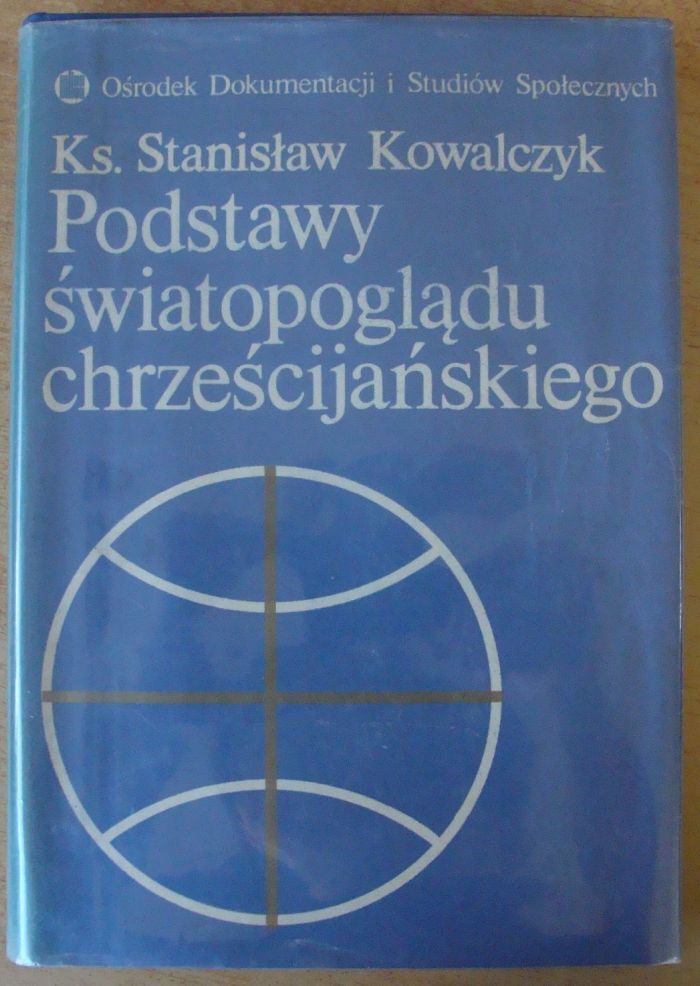 Ośrodek Dokumentacji i Studiów Społecznych
Ks. Stanisław Kowalczyk
Podstawy
światopoglądu
chrześcijańskiego